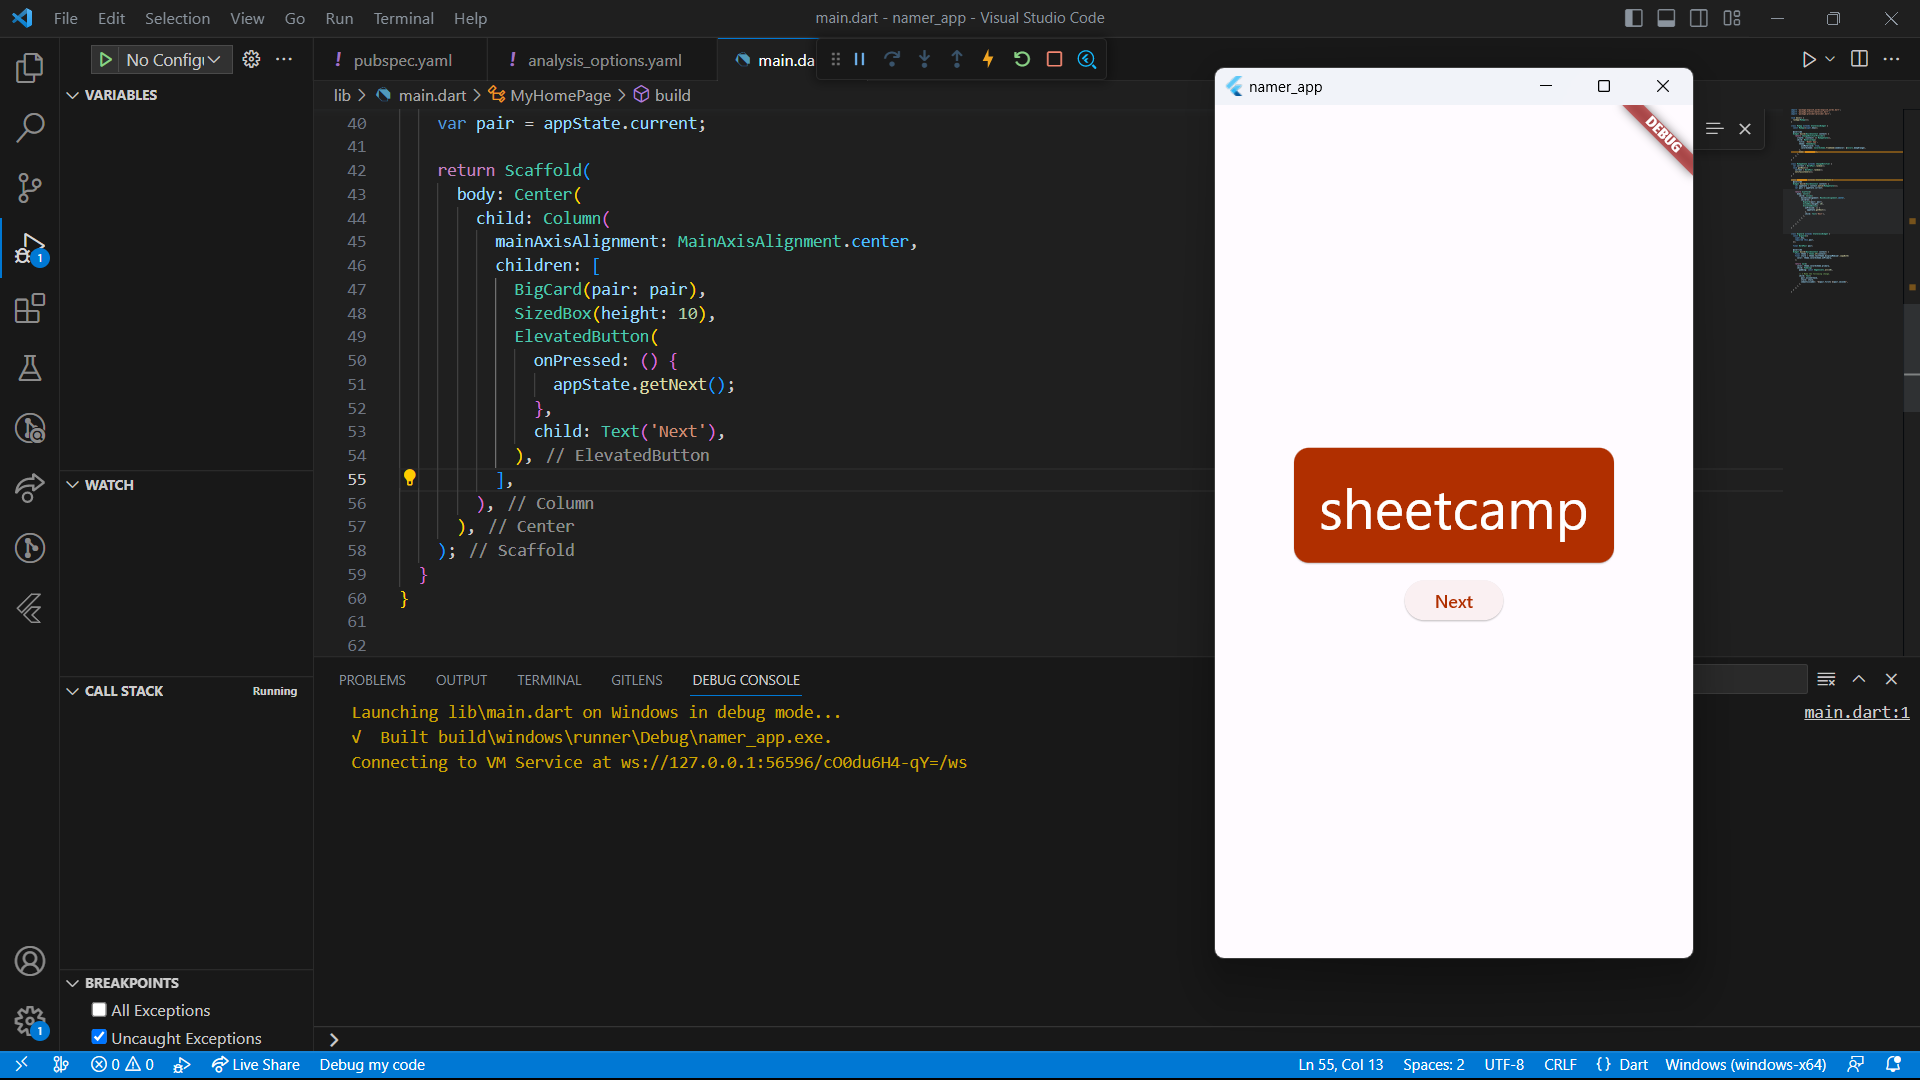 File Edit Selection View Go Run Terminal Help
main.dart - namer_app - Visual Studio Code
No Configu
pubspec.yaml
analysis_options.yaml
main.da
VARIABLES
lib > main.dart > MyHomePage > build
40 var pair = appState.current;
41
42 return Scaffold(
43 body: Center(
44 child: Column(
45 mainAxisAlignment: MainAxisAlignment.center,
46 children: [
47 BigCard(pair: pair),
48 SizedBox(height: 10),
49 ElevatedButton(
50 onPressed: () {
51 appState.getNext();
52 },
53 child: Text('Next'),
54 ), // ElevatedButton
55 ],
56 ), // Column
57 ), // Center
58 ); // Scaffold
59 }
60 }
61
62
WATCH
CALL STACK Running
BREAKPOINTS
All Exceptions
Uncaught Exceptions
1
1
PROBLEMS OUTPUT TERMINAL GITLENS DEBUG CONSOLE
Launching lib\main.dart on Windows in debug mode...
√ Built build\windows\runner\Debug\namer_app.exe.
Connecting to VM Service at ws://127.0.0.1:56596/cO0du6H4-qY=/ws
main.dart:1
namer_app
DEBUG
sheetcamp
Next
0 0 Live Share Debug my code
Ln 55, Col 13 Spaces: 2 UTF-8 CRLF {} Dart Windows (windows-x64)